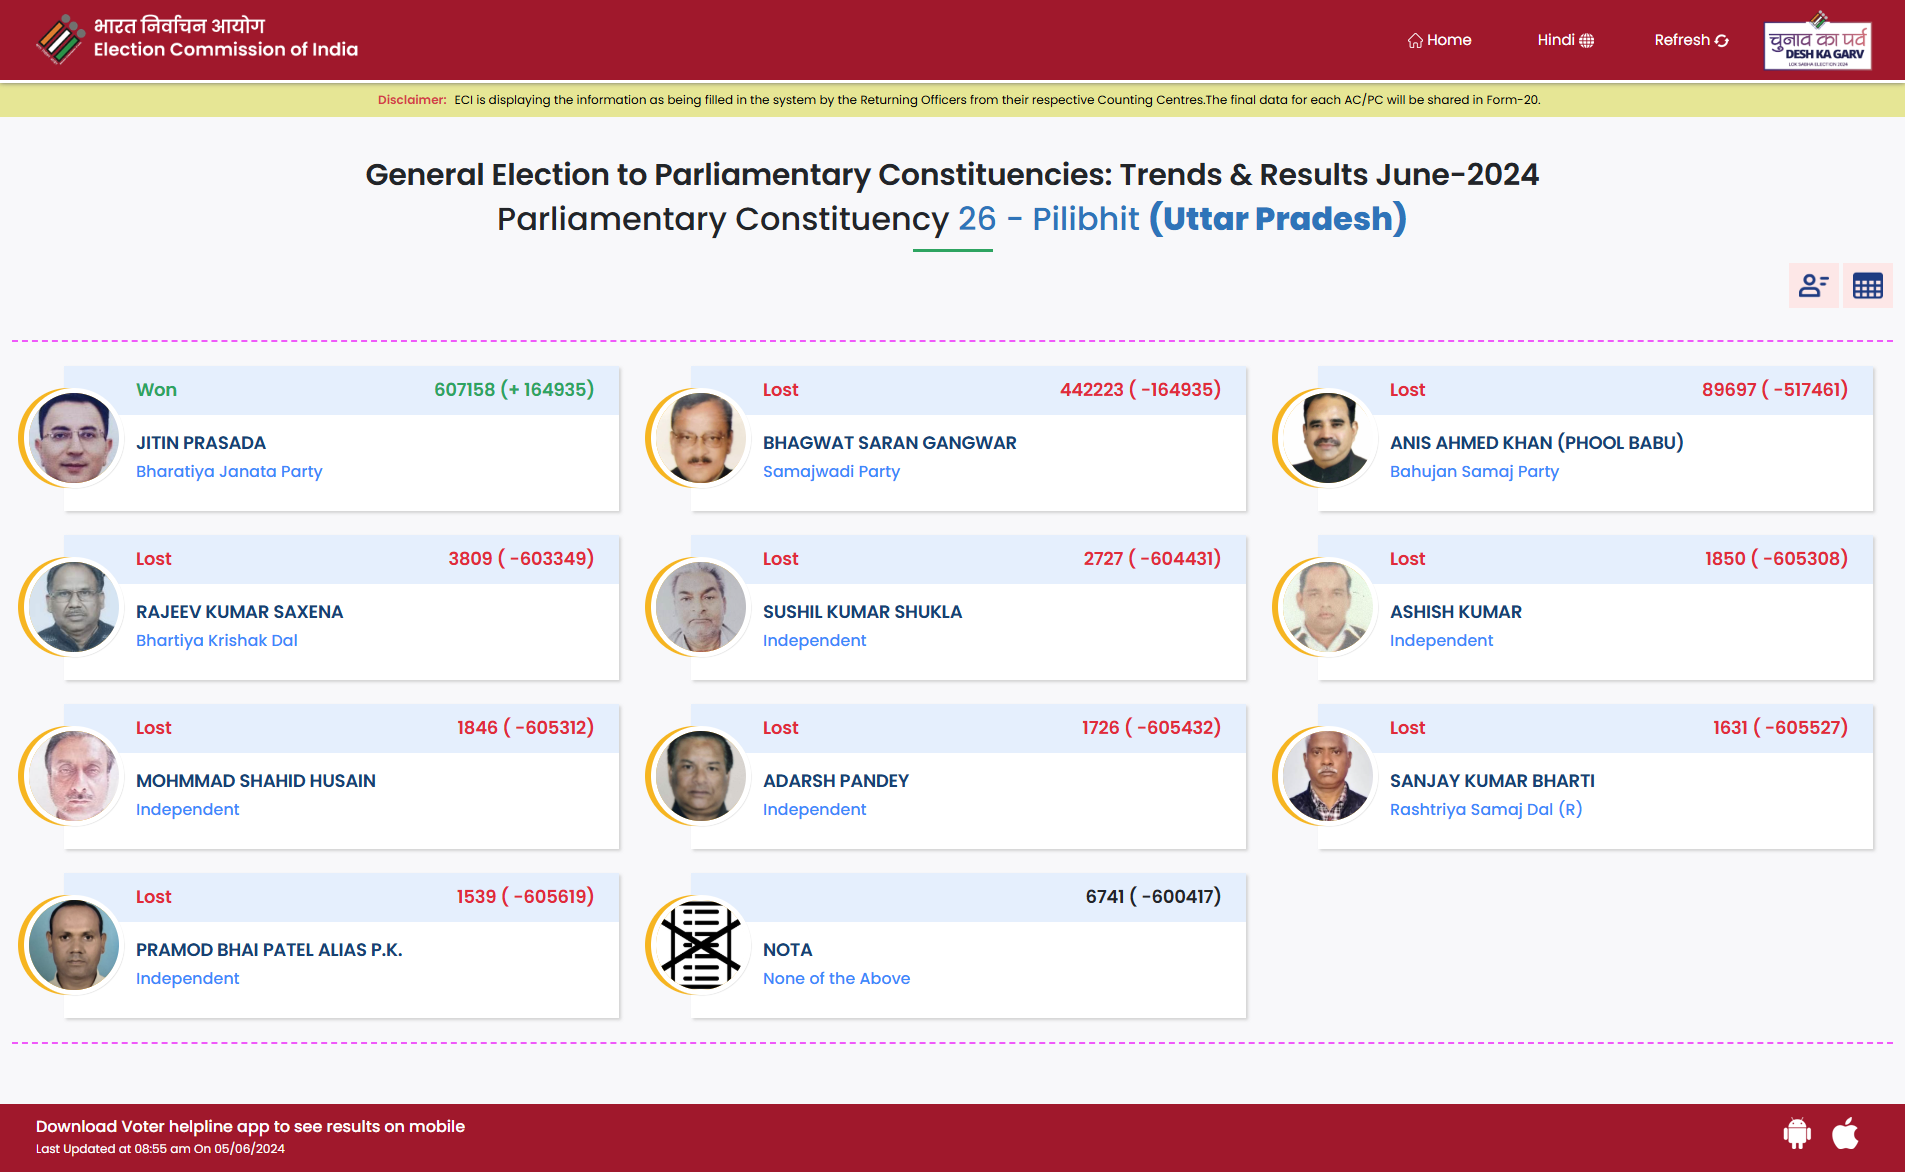 भारत निर्वाचन आयोग
Election Commission of India
Home
Hindi
Refresh
चुनाव का पर्व
DESH KA GARV
LOK SABHA ELECTION 2024
Disclaimer: ECI is displaying the information as being filled in the system by the Returning Officers from their respective Counting Centres.The final data for each AC/PC will be shared in Form-20.
General Election to Parliamentary Constituencies: Trends & Results June-2024
Parliamentary Constituency 26 - Pilibhit (Uttar Pradesh)
Won 607158 (+ 164935)
JITIN PRASADA
Bharatiya Janata Party
Lost 442223 ( -164935)
BHAGWAT SARAN GANGWAR
Samajwadi Party
Lost 89697 ( -517461)
ANIS AHMED KHAN (PHOOL BABU)
Bahujan Samaj Party
Lost 3809 ( -603349)
RAJEEV KUMAR SAXENA
Bhartiya Krishak Dal
Lost 2727 ( -604431)
SUSHIL KUMAR SHUKLA
Independent
Lost 1850 ( -605308)
ASHISH KUMAR
Independent
Lost 1846 ( -605312)
MOHMMAD SHAHID HUSAIN
Independent
Lost 1726 ( -605432)
ADARSH PANDEY
Independent
Lost 1631 ( -605527)
SANJAY KUMAR BHARTI
Rashtriya Samaj Dal (R)
Lost 1539 ( -605619)
PRAMOD BHAI PATEL ALIAS P.K.
Independent
6741 ( -600417)
NOTA
None of the Above
Download Voter helpline app to see results on mobile
Last Updated at 08:55 am On 05/06/2024